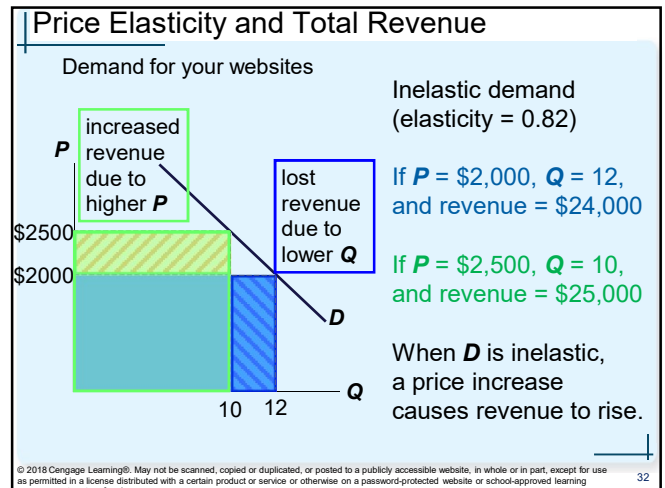 Price Elasticity and Total Revenue
Demand for your websites
increased
revenue
due to
higher P
P
lost
revenue
due to
lower Q
$2500
$2000
D
Q
10
12
Inelastic demand
(elasticity = 0.82)
If P = $2,000, Q = 12,
and revenue = $24,000
If P = $2,500, Q = 10,
and revenue = $25,000
When D is inelastic,
a price increase
causes revenue to rise.
© 2018 Cengage Learning®. May not be scanned, copied or duplicated, or posted to a publicly accessible website, in whole or in part, except for use
as permitted in a license distributed with a certain product or service or otherwise on a password-protected website or school-approved learning
32